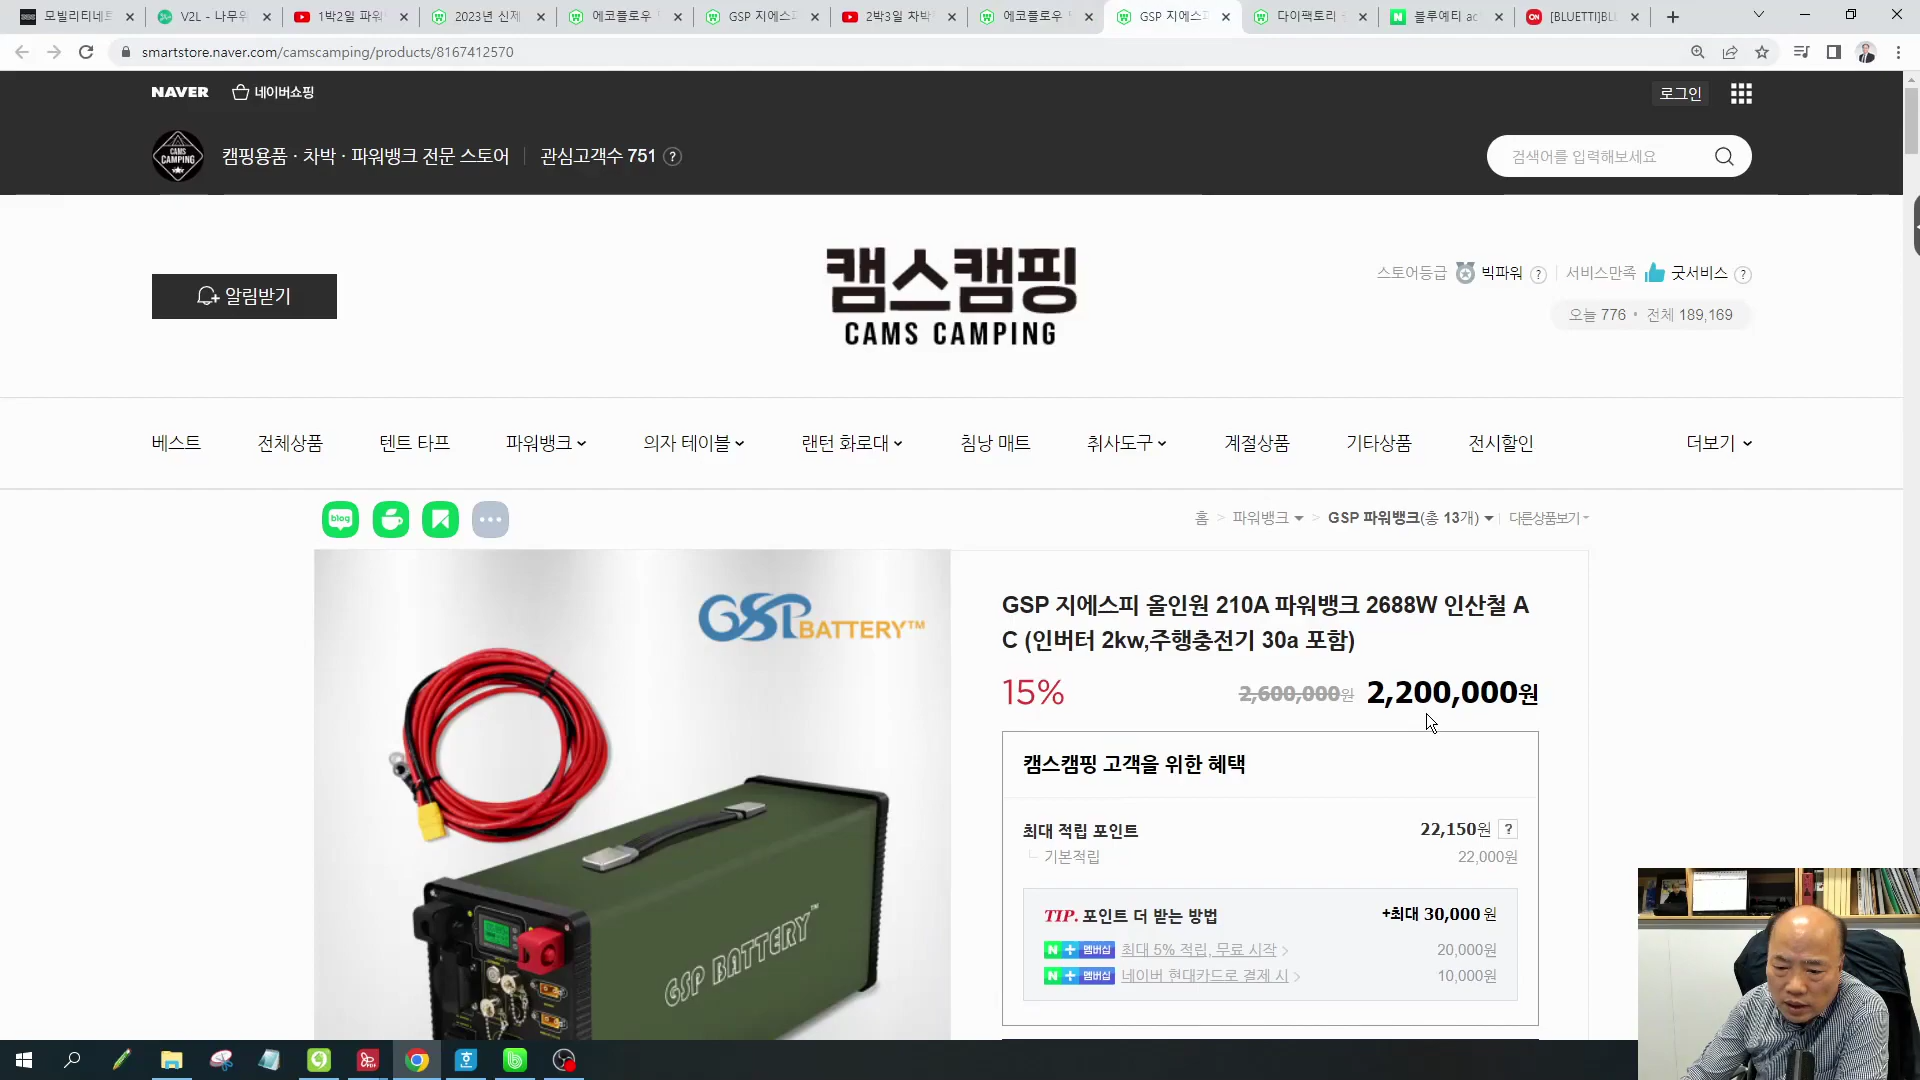 모빌리티네트
V2L - 나무위
1박2일 파워
2023년 신제
에코플로우
GSP 지에스피
2박3일 차박
에코플로우
GSP 지에스피
다이팩토리
블루예티 ac
[BLUETTI]BL
smartstore.naver.com/camscamping/products/8167412570
NAVER 네이버쇼핑
로그인
CAMS CAMPING
캠핑용품 · 차박 · 파워뱅크 전문 스토어 관심고객수 751 ?
검색어를 입력해보세요
알림받기
캠스캠핑
CAMS CAMPING
스토어등급 빅파워 ? 서비스만족 굿서비스 ?
오늘 776 • 전체 189,169
베스트 전체상품 텐트 타프 파워뱅크 의자 테이블 랜턴 화로대 침낭 매트 취사도구 계절상품 기타상품 전시할인 더보기
blog
홈 > 파워뱅크 > GSP 파워뱅크(총 13개) 다른상품보기
GSP BATTERY™
GSP BATTERY™
GSP 지에스피 올인원 210A 파워뱅크 2688W 인산철 A
C (인버터 2kw,주행충전기 30a 포함)
15% 2,600,000원 2,200,000원
캠스캠핑 고객을 위한 혜택
최대 적립 포인트 22,150원 ?
기본적립 22,000원
TIP. 포인트 더 받는 방법 +최대 30,000 원
N + 멤버십 최대 5% 적립, 무료 시작 > 20,000원
N + 멤버십 네이버 현대카드로 결제 시 > 10,000원